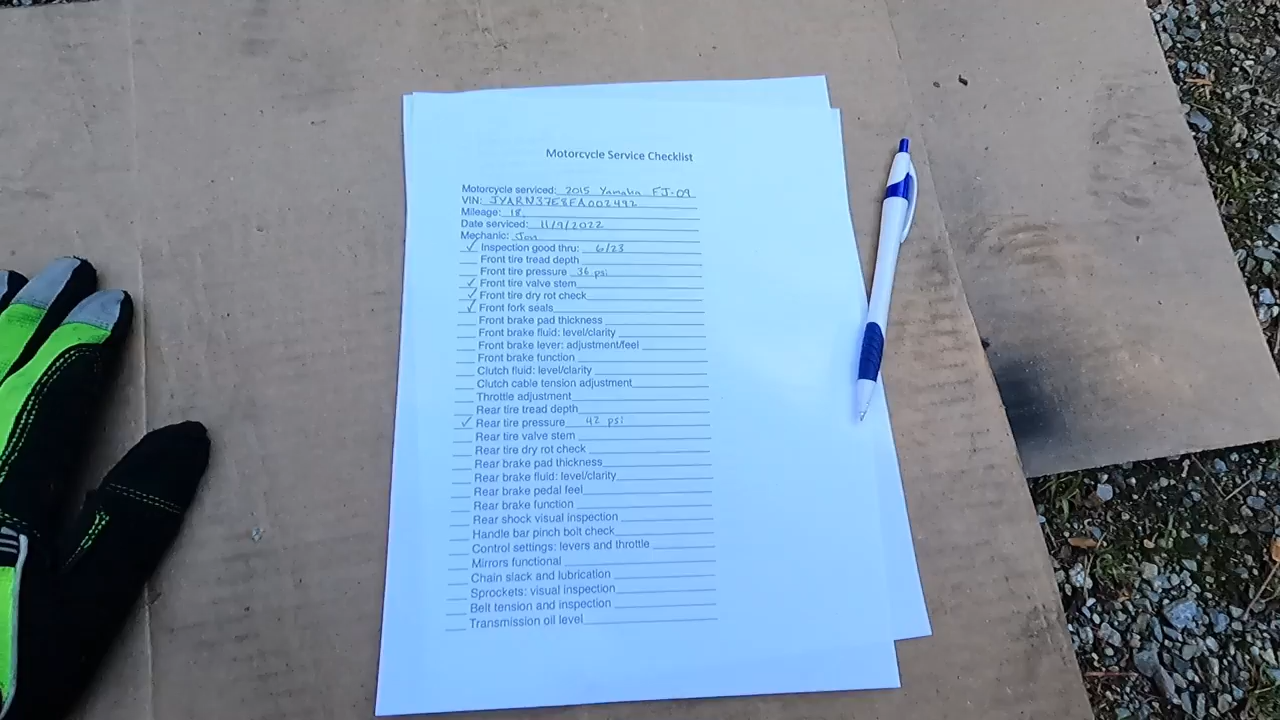 Motorcycle Service Checklist
Motorcycle serviced: 2015 Yamaha FJ-09
VIN: JYARN37E8FA002492
Mileage: 18
Date serviced: 11/9/2022
Mechanic: Jon
✓ Inspection good thru: 6/23
Front tire tread depth
Front tire pressure 36 psi
✓ Front tire valve stem
✓ Front tire dry rot check
✓ Front fork seals
Front brake pad thickness
Front brake fluid: level/clarity
Front brake lever: adjustment/feel
Front brake function
Clutch fluid: level/clarity
Clutch cable tension adjustment
Throttle adjustment
Rear tire tread depth
✓ Rear tire pressure 42 psi
Rear tire valve stem
Rear tire dry rot check
Rear brake pad thickness
Rear brake fluid: level/clarity
Rear brake pedal feel
Rear brake function
Rear shock visual inspection
Handle bar pinch bolt check
Control settings: levers and throttle
Mirrors functional
Chain slack and lubrication
Sprockets: visual inspection
Belt tension and inspection
Transmission oil level